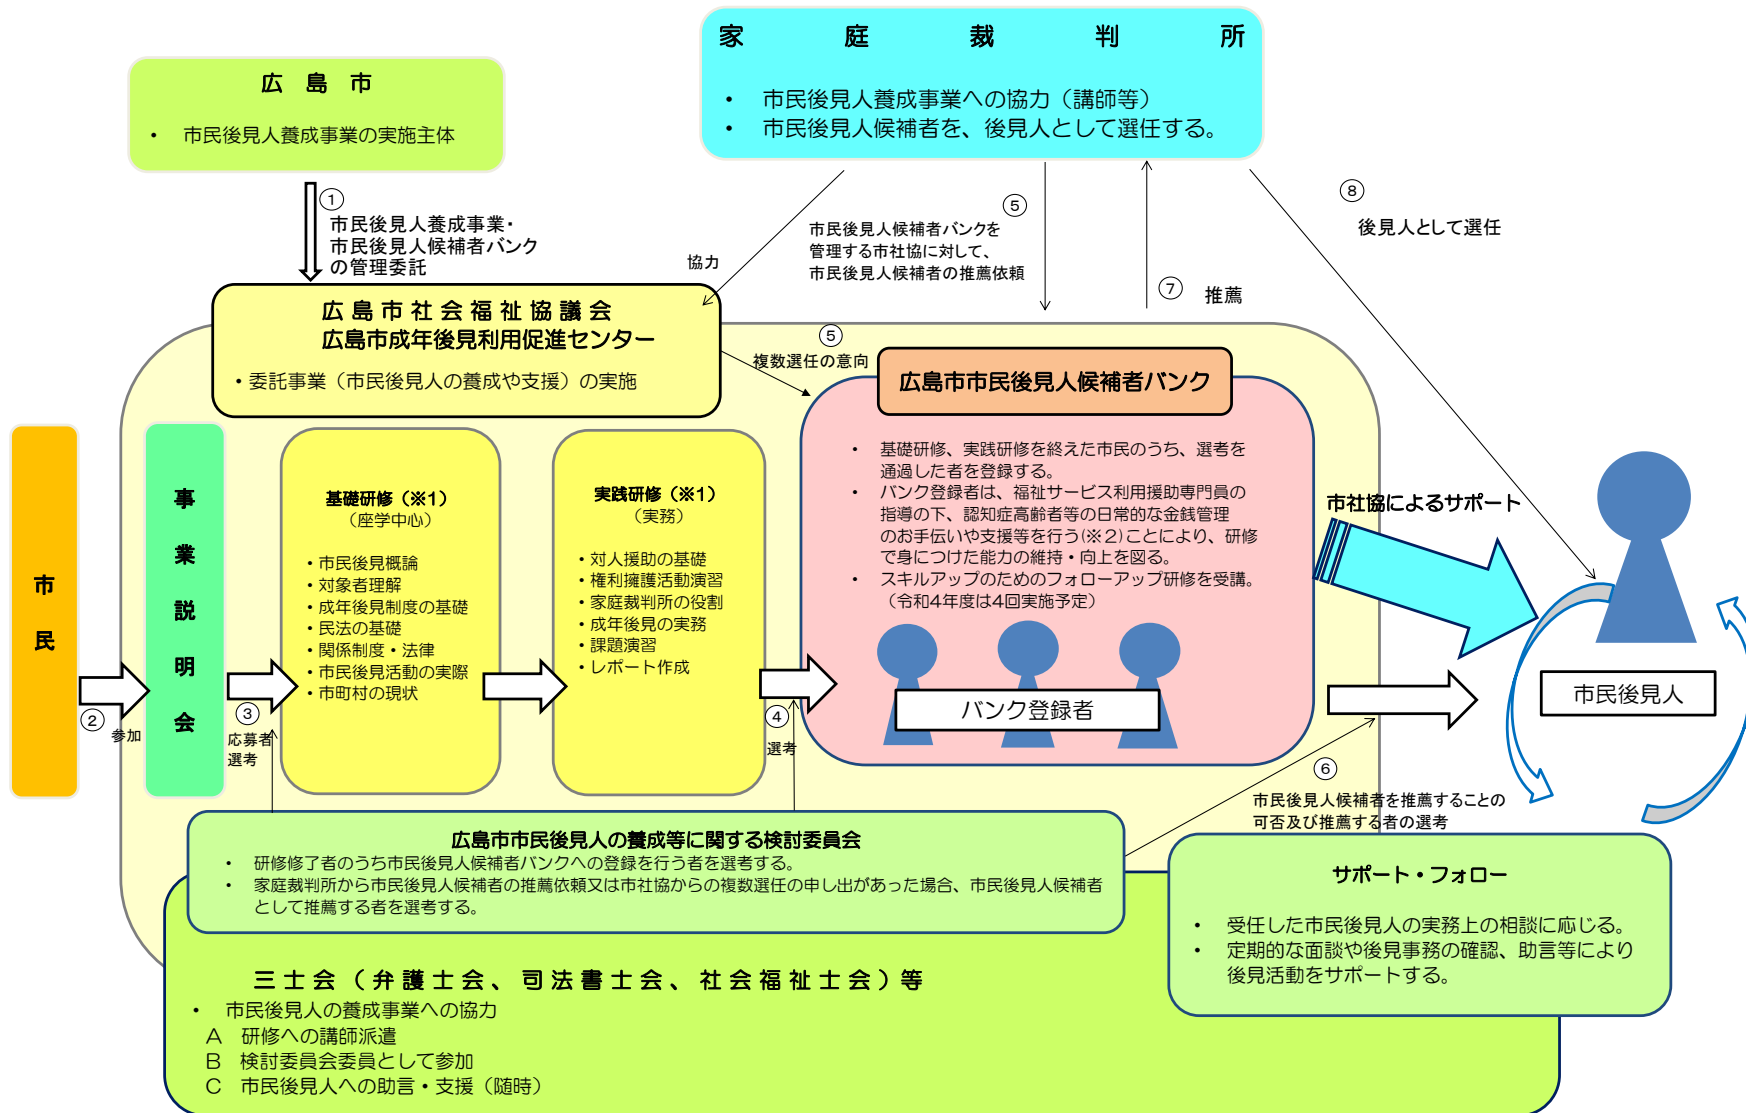 家庭裁判所
・ 市民後見人養成事業への協力（講師等）
・ 市民後見人候補者を、後見人として選任する。
広島市
・ 市民後見人養成事業の実施主体
①
市民後見人養成事業・
市民後見人候補者バンク
の管理委託
協力
⑤
市民後見人候補者バンクを
管理する市社協に対して、
市民後見人候補者の推薦依頼
⑦ 推薦
⑧
後見人として選任
広島市社会福祉協議会
広島市成年後見利用促進センター
・委託事業（市民後見人の養成や支援）の実施
⑤
複数選任の意向
広島市市民後見人候補者バンク
・ 基礎研修、実践研修を終えた市民のうち、選考を
通過した者を登録する。
・ バンク登録者は、福祉サービス利用援助専門員の
指導の下、認知症高齢者等の日常的な金銭管理
のお手伝いや支援等を行う(※2)ことにより、研修
で身につけた能力の維持・向上を図る。
・ スキルアップのためのフォローアップ研修を受講。
（令和4年度は4回実施予定）
バンク登録者
市民
②
参加
事業説明会
③
応募者
選考
基礎研修（※1）
（座学中心）
・市民後見概論
・対象者理解
・成年後見制度の基礎
・民法の基礎
・関係制度・法律
・市民後見活動の実際
・市町村の現状
実践研修（※1）
（実務）
・対人援助の基礎
・権利擁護活動演習
・家庭裁判所の役割
・成年後見の実務
・課題演習
・レポート作成
④
選考
市社協によるサポート
市民後見人
⑥
市民後見人候補者を推薦することの
可否及び推薦する者の選考
広島市市民後見人の養成等に関する検討委員会
・ 研修修了者のうち市民後見人候補者バンクへの登録を行う者を選考する。
・ 家庭裁判所から市民後見人候補者の推薦依頼又は市社協からの複数選任の申し出があった場合、市民後見人候補者
として推薦する者を選考する。
サポート・フォロー
・ 受任した市民後見人の実務上の相談に応じる。
・ 定期的な面談や後見事務の確認、助言等により
後見活動をサポートする。
三士会（弁護士会、司法書士会、社会福祉士会）等
・ 市民後見人の養成事業への協力
A 研修への講師派遣
B 検討委員会委員として参加
C 市民後見人への助言・支援（随時）